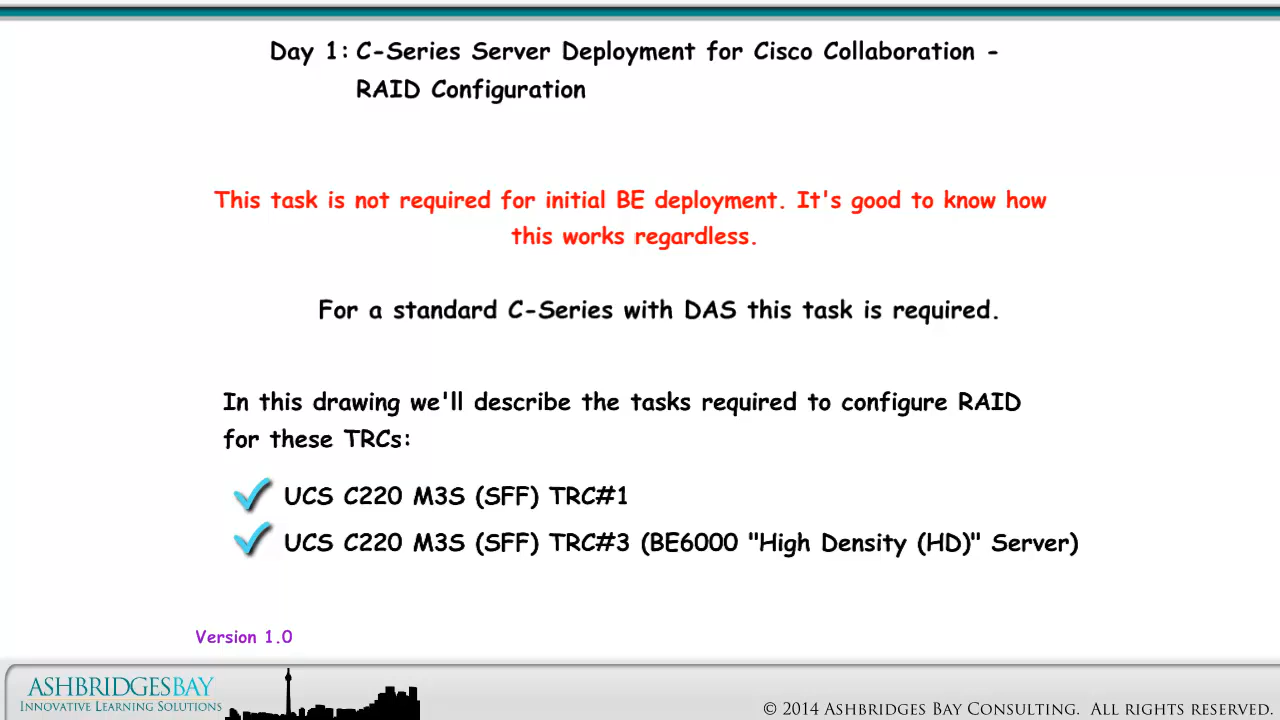 Day 1: C-Series Server Deployment for Cisco Collaboration -
RAID Configuration
This task is not required for initial BE deployment. It's good to know how
this works regardless.
For a standard C-Series with DAS this task is required.
In this drawing we'll describe the tasks required to configure RAID
for these TRCs:
UCS C220 M3S (SFF) TRC#1
UCS C220 M3S (SFF) TRC#3 (BE6000 "High Density (HD)" Server)
Version 1.0
ASHBRIDGESBAY
INNOVATIVE LEARNING SOLUTIONS
© 2014 ASHBRIDGES BAY CONSULTING. ALL RIGHTS RESERVED.